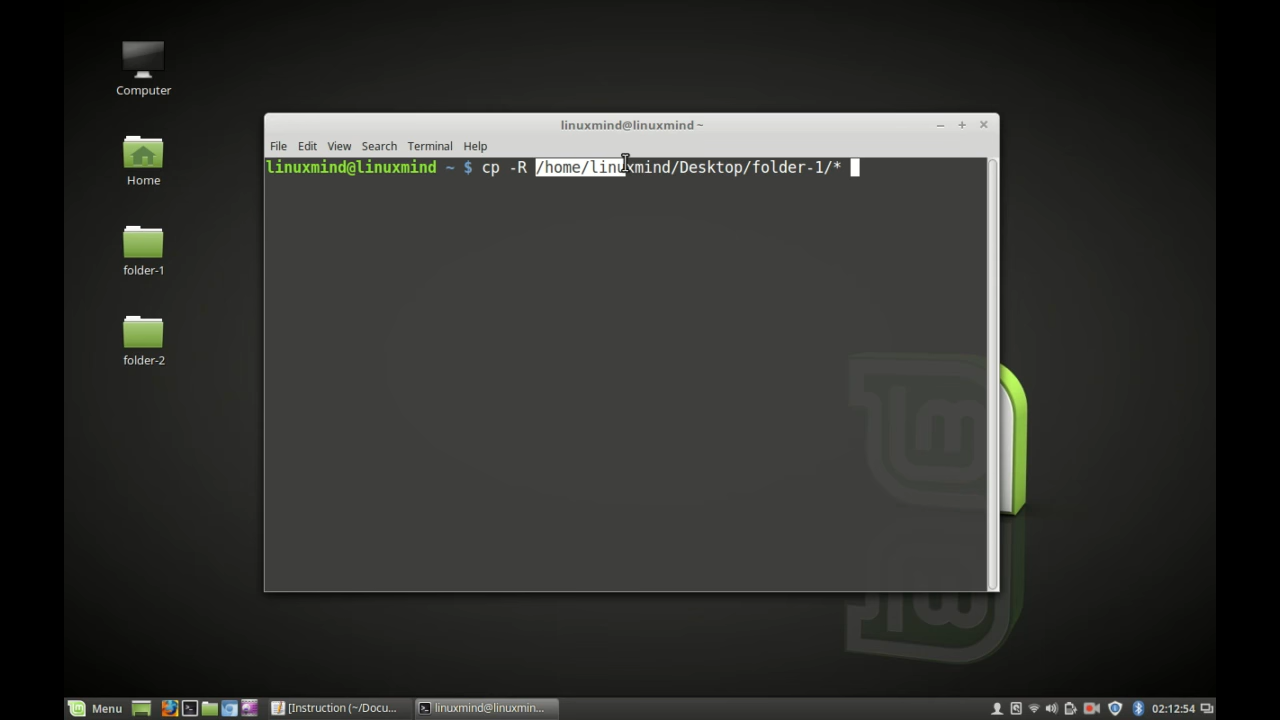 Computer
Home
folder-1
folder-2
linuxmind@linuxmind ~
File Edit View Search Terminal Help
linuxmind@linuxmind ~ $ cp -R /home/linuxmind/Desktop/folder-1/*
Menu
[Instruction (~/Docu...
linuxmind@linuxmin...
02:12:54